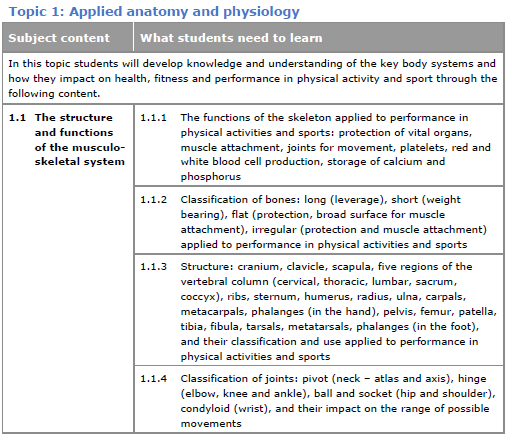 Topic 1: Applied anatomy and physiology
Subject content What students need to learn
In this topic students will develop knowledge and understanding of the key body systems and
how they impact on health, fitness and performance in physical activity and sport through the
following content.
1.1 The structure
and functions
of the musculo-
skeletal system
1.1.1 The functions of the skeleton applied to performance in
physical activities and sports: protection of vital organs,
muscle attachment, joints for movement, platelets, red and
white blood cell production, storage of calcium and
phosphorus
1.1.2 Classification of bones: long (leverage), short (weight
bearing), flat (protection, broad surface for muscle
attachment), irregular (protection and muscle attachment)
applied to performance in physical activities and sports
1.1.3 Structure: cranium, clavicle, scapula, five regions of the
vertebral column (cervical, thoracic, lumbar, sacrum,
coccyx), ribs, sternum, humerus, radius, ulna, carpals,
metacarpals, phalanges (in the hand), pelvis, femur, patella,
tibia, fibula, tarsals, metatarsals, phalanges (in the foot),
and their classification and use applied to performance in
physical activities and sports
1.1.4 Classification of joints: pivot (neck – atlas and axis), hinge
(elbow, knee and ankle), ball and socket (hip and shoulder),
condyloid (wrist), and their impact on the range of possible
movements